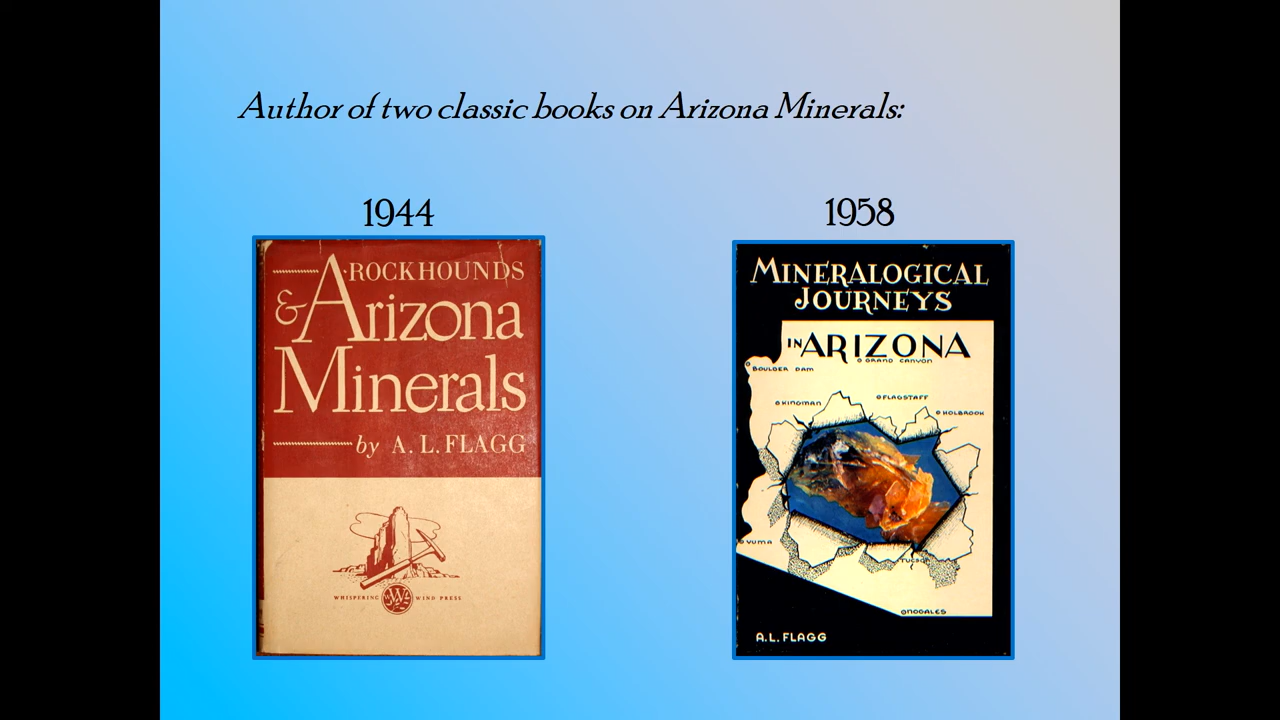 Author of two classic books on Arizona Minerals:
1944
1958
A ROCKHOUNDS
& Arizona
Minerals
by A. L. FLAGG
WHISPERING W WIND PRESS
MINERALOGICAL
JOURNEYS
IN ARIZONA
GRAND CANYON
BOULDER DAM
KINGMAN
FLAGSTAFF
HOLBROOK
YUMA
TUCSON
NOGALES
A.L. FLAGG